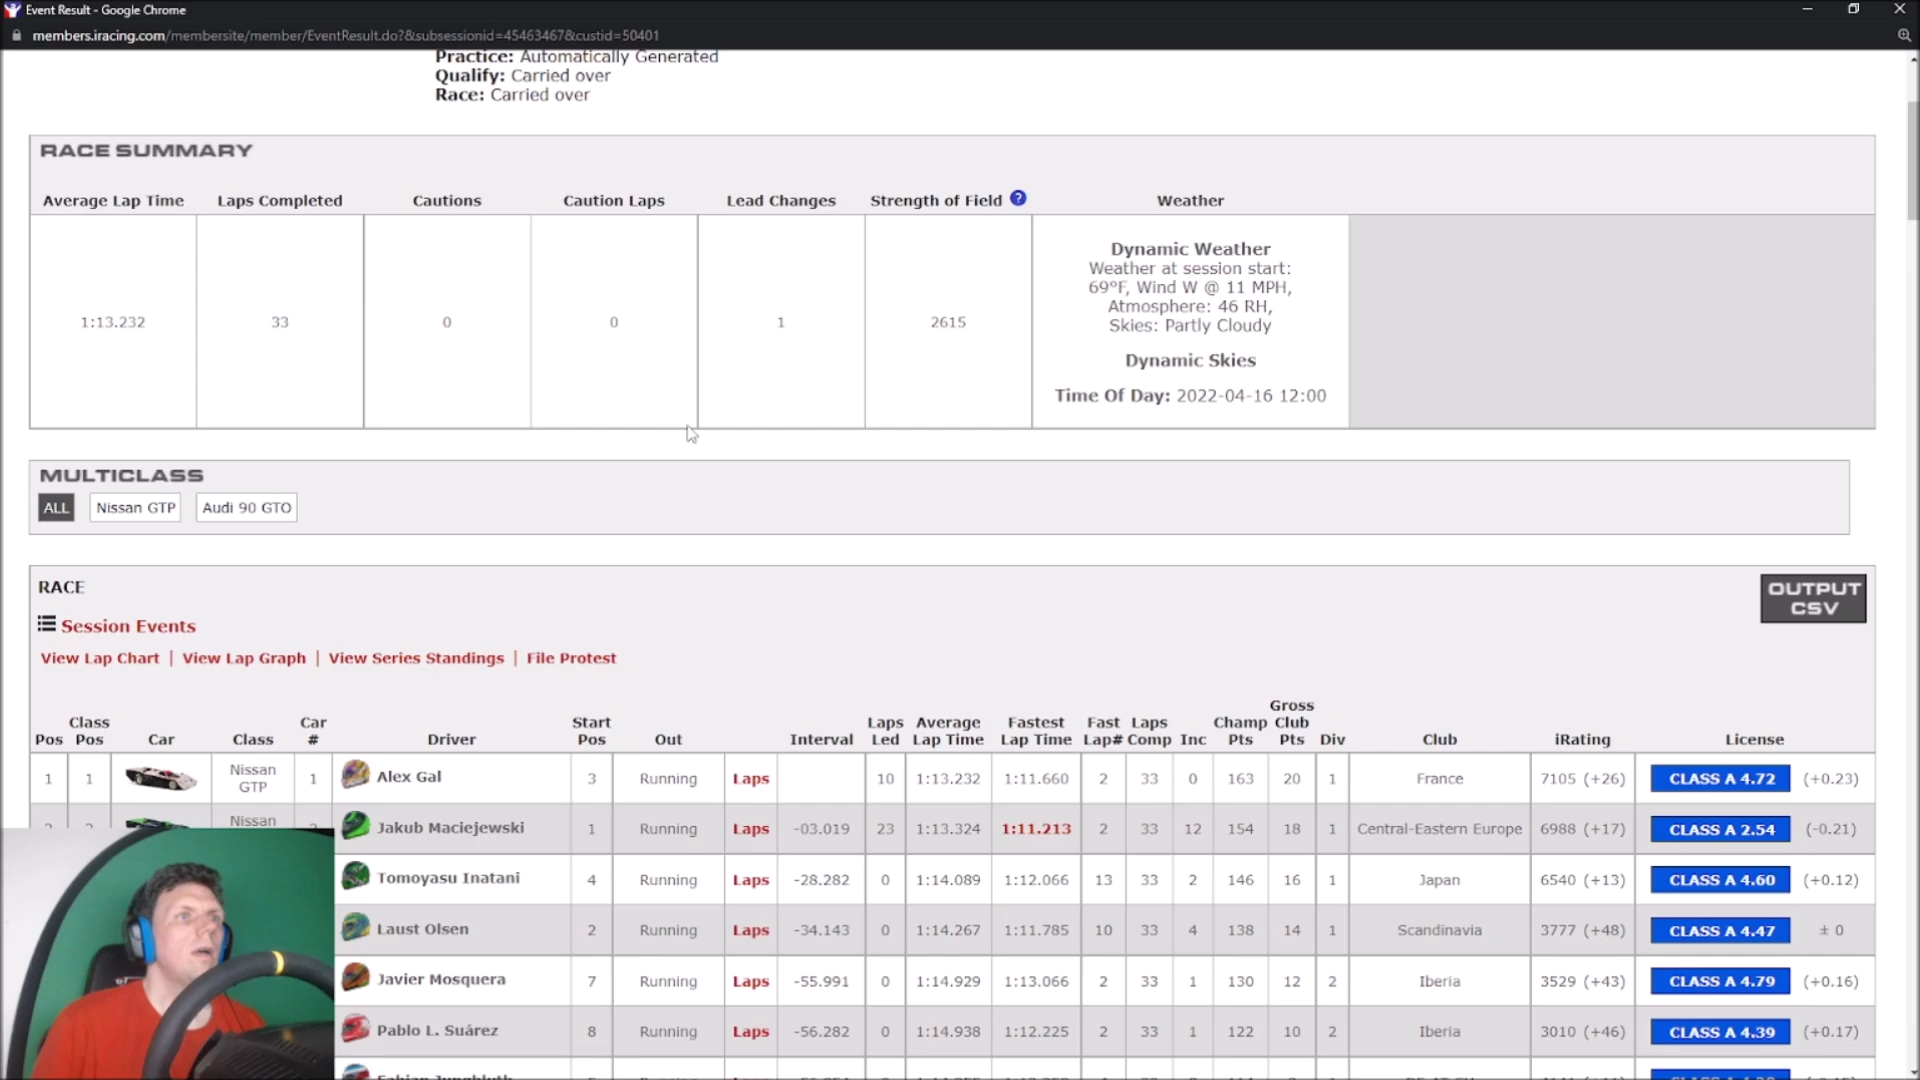 Event Result - Google Chrome
members.iracing.com/membersite/member/EventResult.do?&subsessionid=45463467&custid=50401
Practice: Automatically Generated
Qualify: Carried over
Race: Carried over
RACE SUMMARY
Average Lap Time Laps Completed Cautions Caution Laps Lead Changes Strength of Field ? Weather
Dynamic Weather
Weather at session start:
69°F, Wind W @ 11 MPH,
Atmosphere: 46 RH,
Skies: Partly Cloudy
1:13.232 33 0 0 1 2615
Dynamic Skies
Time Of Day: 2022-04-16 12:00
MULTICLASS
ALL Nissan GTP Audi 90 GTO
RACE
OUTPUT CSV
Session Events
View Lap Chart | View Lap Graph | View Series Standings | File Protest
Pos Class Pos Car Class Car # Driver Start Pos Out Interval Laps Led Average Lap Time Fastest Lap Time Fast Lap# Laps Comp Inc Champ Pts Gross Club Pts Div Club iRating License
1 1 Nissan GTP 1 Alex Gal 3 Running Laps 10 1:13.232 1:11.660 2 33 0 163 20 1 France 7105 (+26) CLASS A 4.72 (+0.23)
Nissan Jakub Maciejewski 1 Running Laps -03.019 23 1:13.324 1:11.213 2 33 12 154 18 1 Central-Eastern Europe 6988 (+17) CLASS A 2.54 (-0.21)
Tomoyasu Inatani 4 Running Laps -28.282 0 1:14.089 1:12.066 13 33 2 146 16 1 Japan 6540 (+13) CLASS A 4.60 (+0.12)
Laust Olsen 2 Running Laps -34.143 0 1:14.267 1:11.785 10 33 4 138 14 1 Scandinavia 3777 (+48) CLASS A 4.47 ± 0
Javier Mosquera 7 Running Laps -55.991 0 1:14.929 1:13.066 2 33 1 130 12 2 Iberia 3529 (+43) CLASS A 4.79 (+0.16)
Pablo L. Suárez 8 Running Laps -56.282 0 1:14.938 1:12.225 2 33 1 122 10 2 Iberia 3010 (+46) CLASS A 4.39 (+0.17)